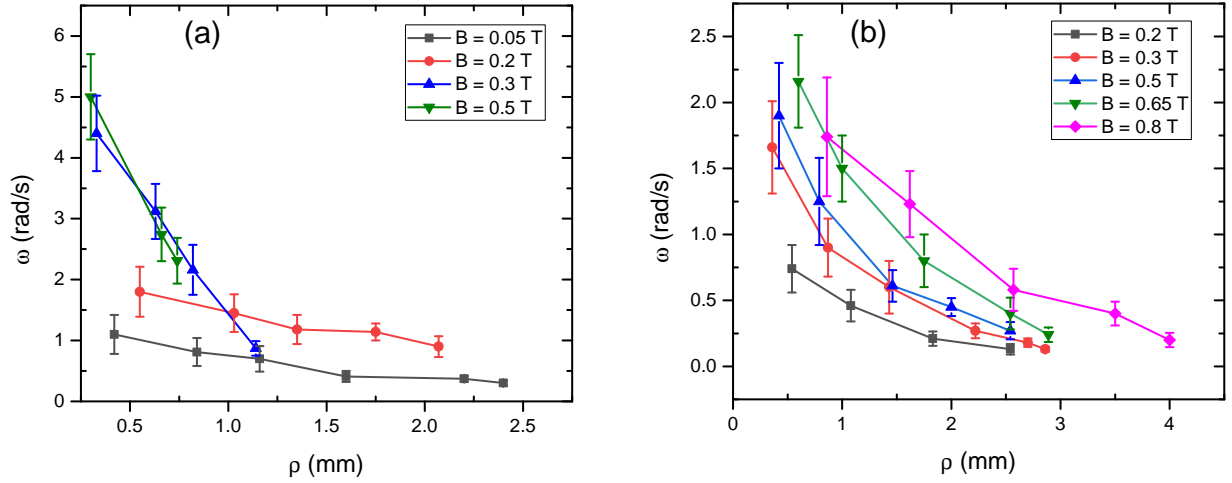 (a)
B = 0.05 T
B = 0.2 T
B = 0.3 T
B = 0.5 T
6
5
4
3
2
1
0
ω (rad/s)
0.5
1.0
1.5
2.0
2.5
ρ (mm)
(b)
B = 0.2 T
B = 0.3 T
B = 0.5 T
B = 0.65 T
B = 0.8 T
2.5
2.0
1.5
1.0
0.5
0.0
ω (rad/s)
0
1
2
3
4
ρ (mm)